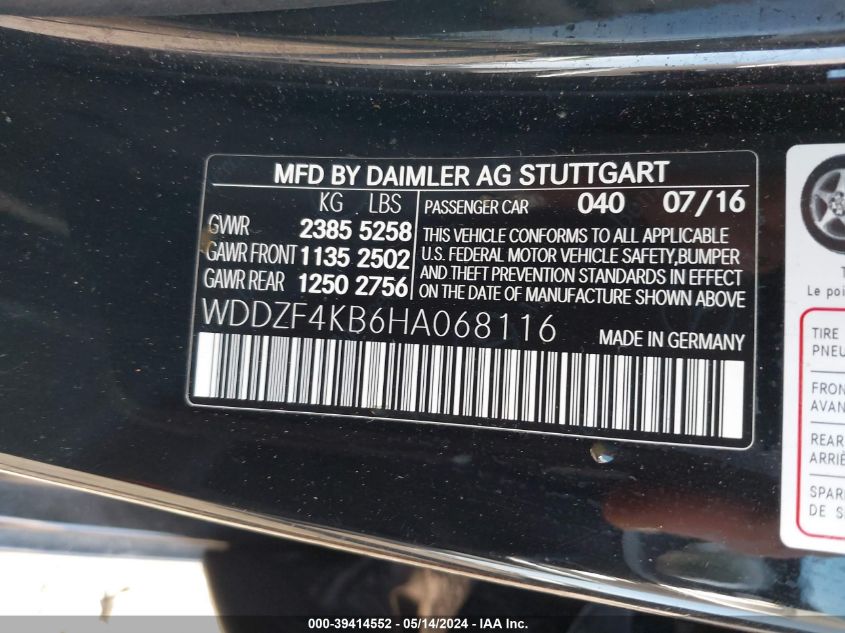 MFD BY DAIMLER AG STUTTGART
KG LBS
GVWR 2385 5258
GAWR FRONT 1135 2502
GAWR REAR 1250 2756
PASSENGER CAR 040 07/16
THIS VEHICLE CONFORMS TO ALL APPLICABLE
U.S. FEDERAL MOTOR VEHICLE SAFETY,BUMPER
AND THEFT PREVENTION STANDARDS IN EFFECT
ON THE DATE OF MANUFACTURE SHOWN ABOVE
WDDZF4KB6HA068116 MADE IN GERMANY
Le poi
TIRE
PNEU
FRON
AVAN
REAR
ARRIÈ
SPAR
DE S
000-39414552 - 05/14/2024 - IAA Inc.